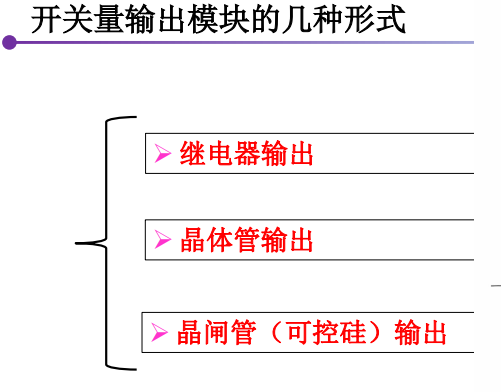 开关量输出模块的几种形式
继电器输出
晶体管输出
晶闸管（可控硅）输出